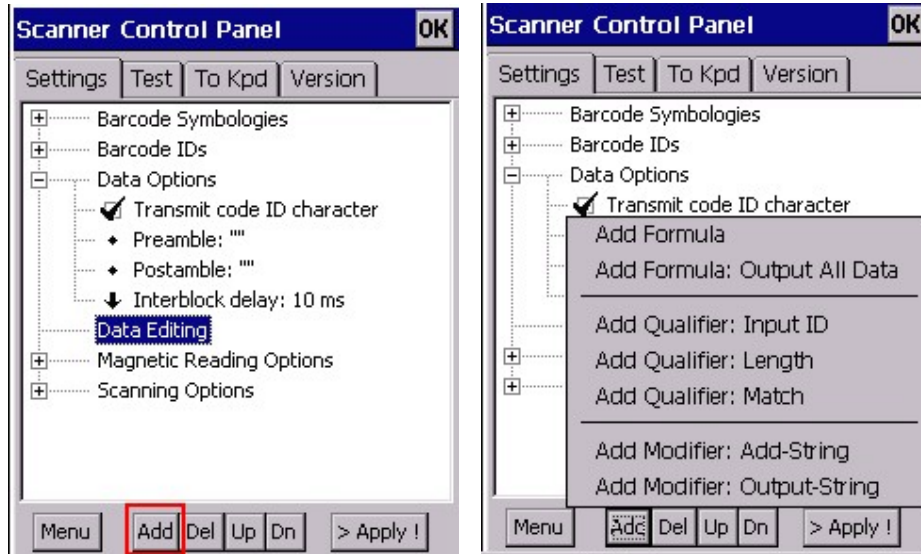 Scanner Control Panel OK
Settings Test To Kpd Version
Barcode Symbologies
Barcode IDs
Data Options
Transmit code ID character
Preamble: ""
Postamble: ""
Interblock delay: 10 ms
Data Editing
Magnetic Reading Options
Scanning Options
Menu Add Del Up Dn > Apply !
Scanner Control Panel OK
Settings Test To Kpd Version
Barcode Symbologies
Barcode IDs
Data Options
Transmit code ID character
Add Formula
Add Formula: Output All Data
Add Qualifier: Input ID
Add Qualifier: Length
Add Qualifier: Match
Add Modifier: Add-String
Add Modifier: Output-String
Menu Add Del Up Dn > Apply !